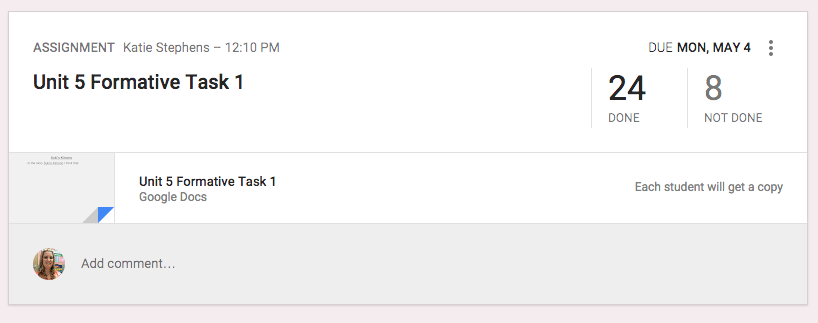 ASSIGNMENT Katie Stephens – 12:10 PM
DUE MON, MAY 4
Unit 5 Formative Task 1
24
DONE
8
NOT DONE
Unit 5 Formative Task 1
Google Docs
Each student will get a copy
Add comment…